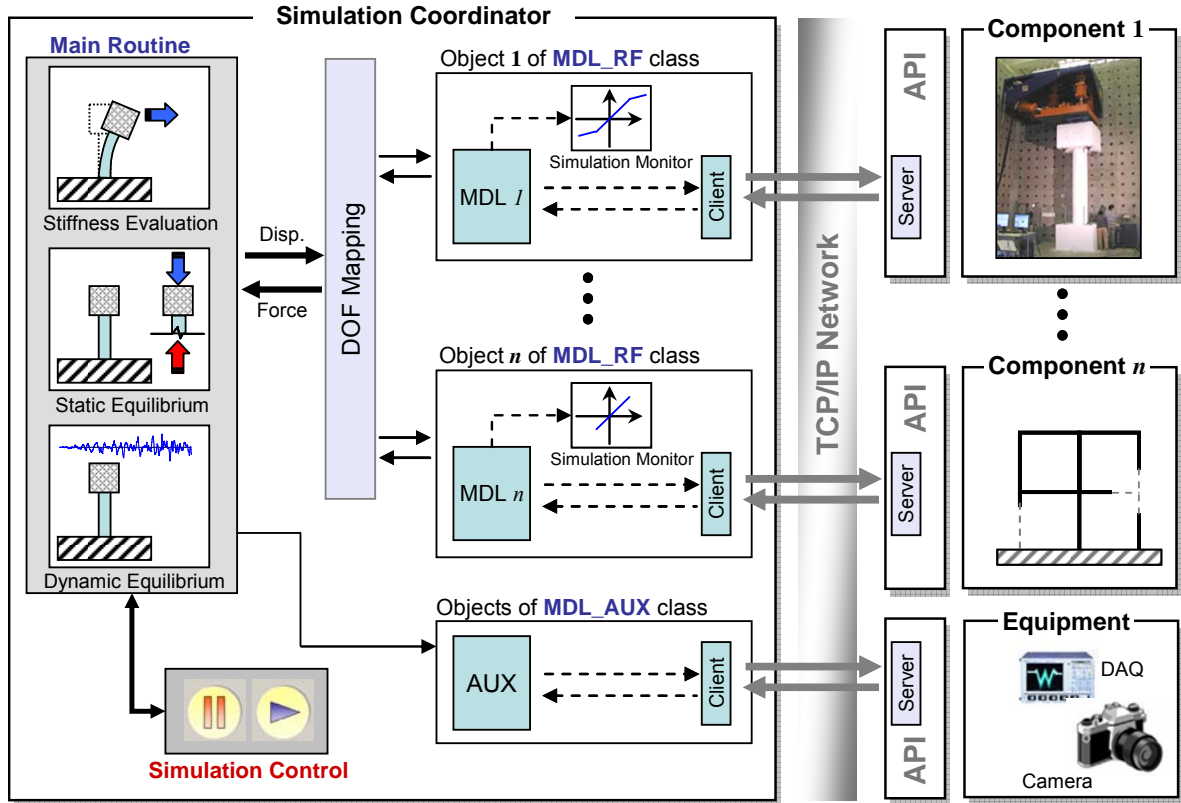 Simulation Coordinator
Main Routine
Stiffness Evaluation
Static Equilibrium
Dynamic Equilibrium
Disp.
Force
DOF Mapping
Simulation Control
Object 1 of MDL_RF class
MDL 1
Simulation Monitor
Client
Object n of MDL_RF class
MDL n
Simulation Monitor
Client
Objects of MDL_AUX class
AUX
Client
TCP/IP Network
API
Server
Component 1
API
Server
Component n
Server
API
Equipment
DAQ
Camera